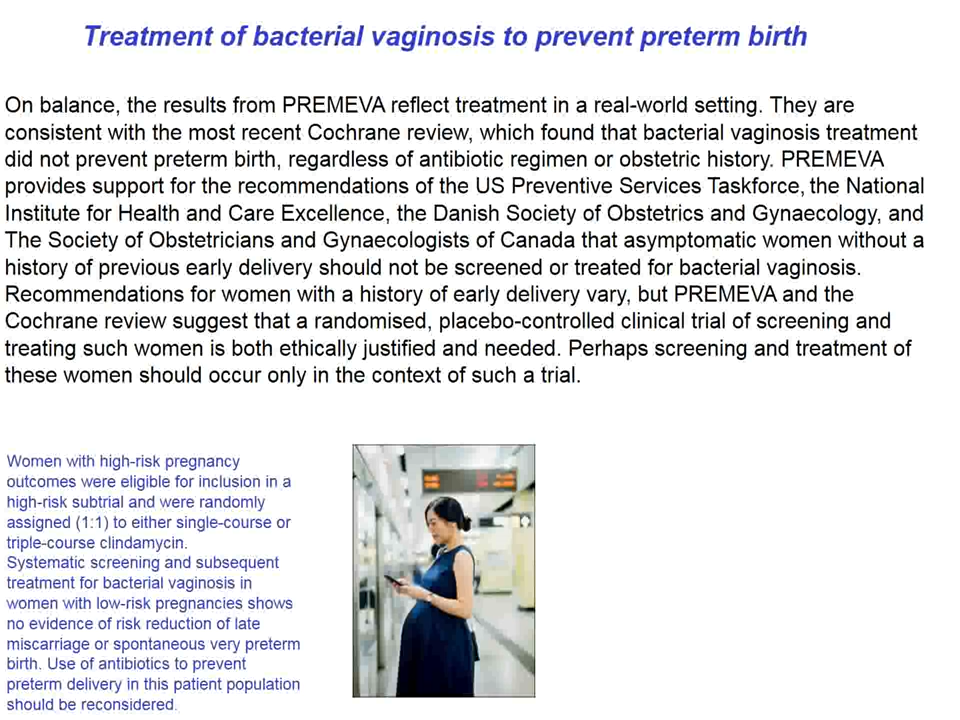 Treatment of bacterial vaginosis to prevent preterm birth
On balance, the results from PREMEVA reflect treatment in a real-world setting. They are
consistent with the most recent Cochrane review, which found that bacterial vaginosis treatment
did not prevent preterm birth, regardless of antibiotic regimen or obstetric history. PREMEVA
provides support for the recommendations of the US Preventive Services Taskforce, the National
Institute for Health and Care Excellence, the Danish Society of Obstetrics and Gynaecology, and
The Society of Obstetricians and Gynaecologists of Canada that asymptomatic women without a
history of previous early delivery should not be screened or treated for bacterial vaginosis.
Recommendations for women with a history of early delivery vary, but PREMEVA and the
Cochrane review suggest that a randomised, placebo-controlled clinical trial of screening and
treating such women is both ethically justified and needed. Perhaps screening and treatment of
these women should occur only in the context of such a trial.
Women with high-risk pregnancy
outcomes were eligible for inclusion in a
high-risk subtrial and were randomly
assigned (1:1) to either single-course or
triple-course clindamycin.
Systematic screening and subsequent
treatment for bacterial vaginosis in
women with low-risk pregnancies shows
no evidence of risk reduction of late
miscarriage or spontaneous very preterm
birth. Use of antibiotics to prevent
preterm delivery in this patient population
should be reconsidered.